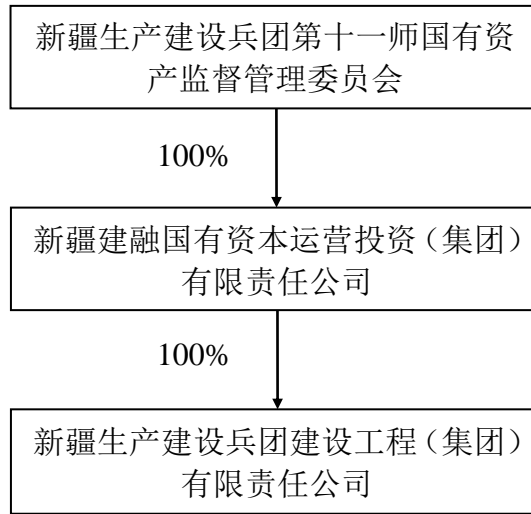 新疆生产建设兵团第十一师国有资
产监督管理委员会
100%
新疆建融国有资本运营投资（集团）
有限责任公司
100%
新疆生产建设兵团建设工程（集团）
有限责任公司